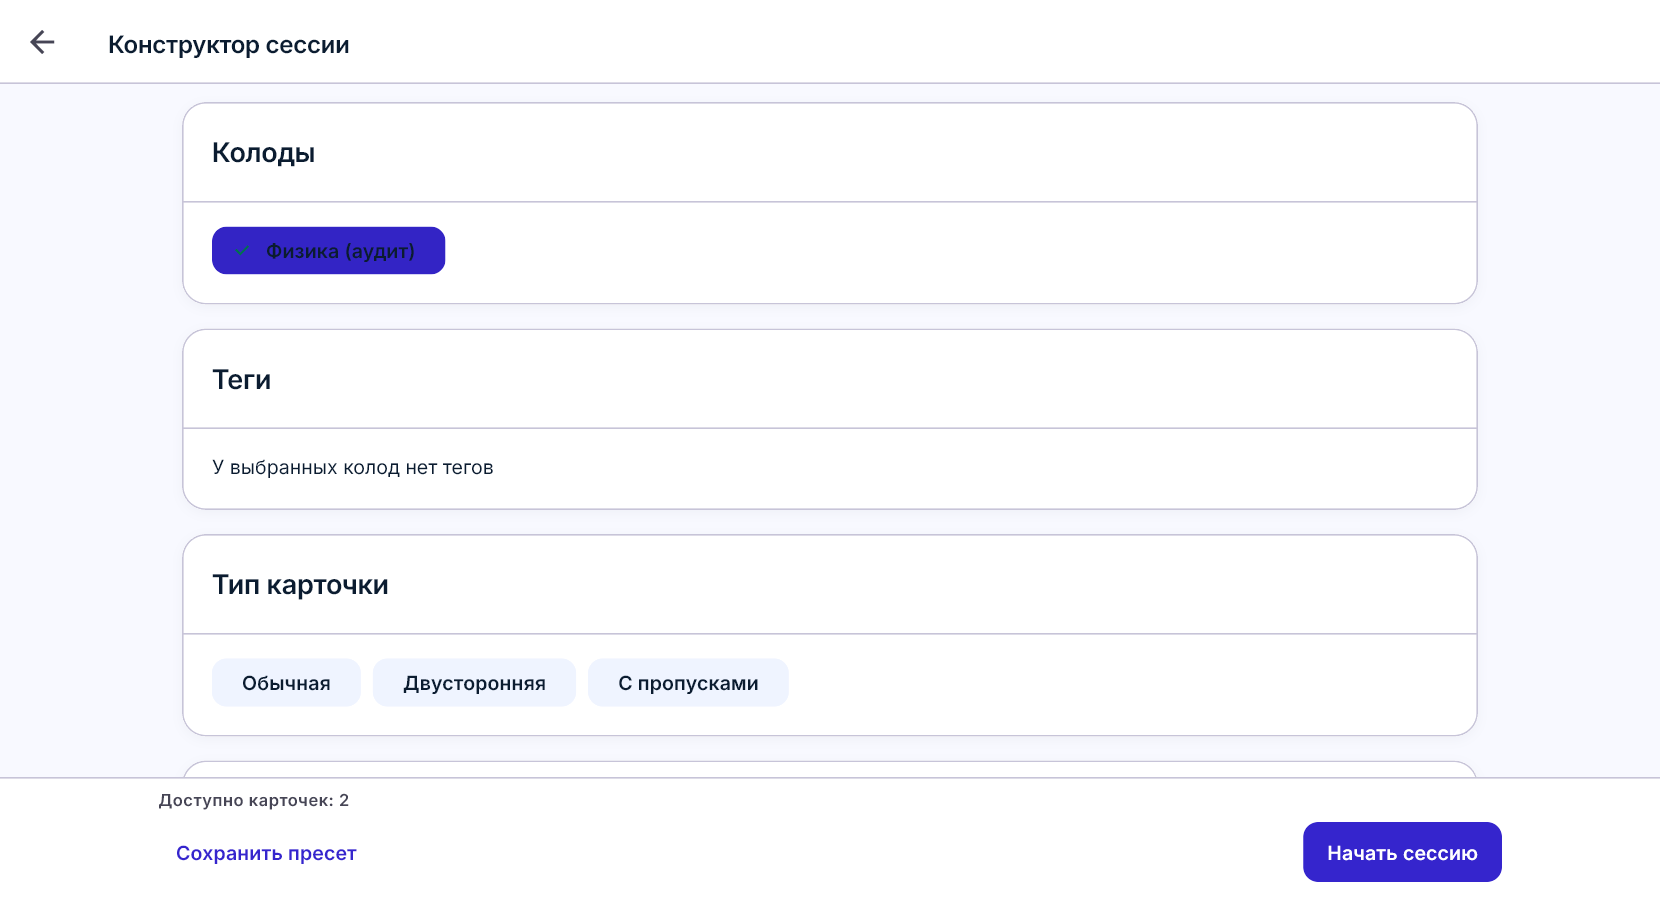 Конструктор сессии
Колоды
Физика (аудит)
Теги
У выбранных колод нет тегов
Тип карточки
Обычная
Двусторонняя
С пропусками
Доступно карточек: 2
Сохранить пресет
Начать сессию